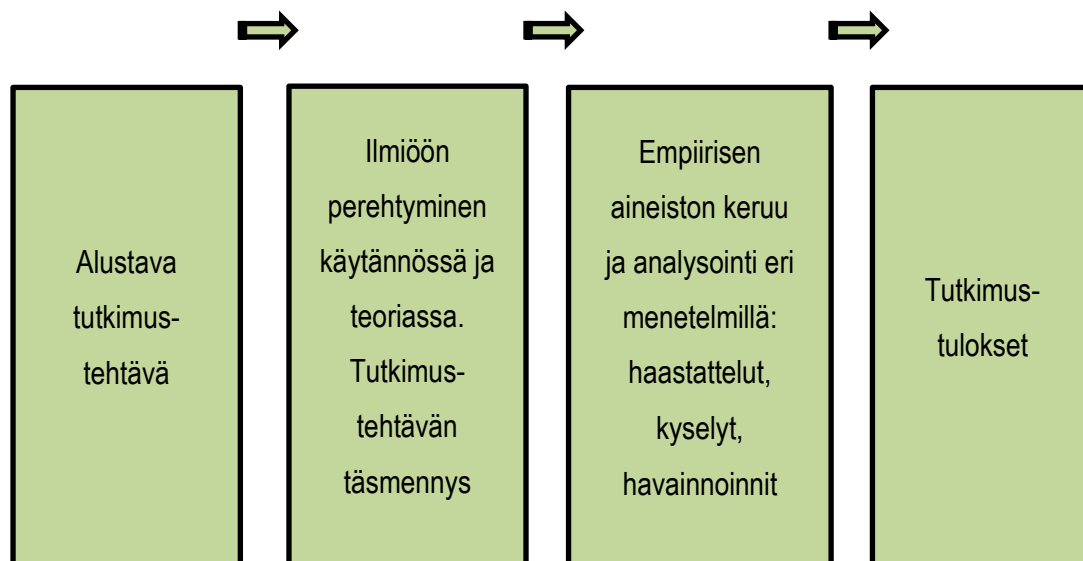 Alustava
tutkimus-
tehtävä
Ilmiöön
perehtyminen
käytännössä ja
teoriassa.
Tutkimus-
tehtävän
täsmennys
Empiirisen
aineiston keruu
ja analysointi eri
menetelmillä:
haastattelut,
kyselyt,
havainnoinnit
Tutkimus-
tulokset